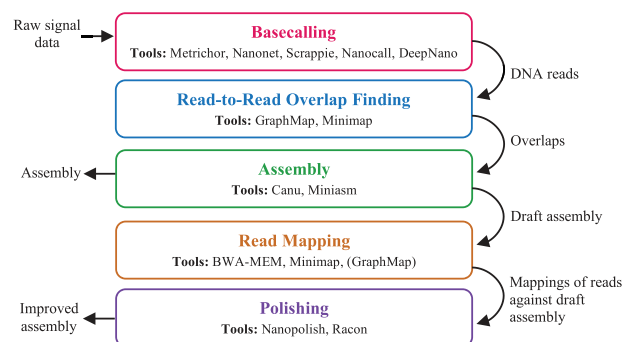 Raw signal
data
Basecalling
Tools: Metrichor, Nanonet, Scrappie, Nanocall, DeepNano
DNA reads
Read-to-Read Overlap Finding
Tools: GraphMap, Minimap
Overlaps
Assembly
Assembly
Tools: Canu, Miniasm
Draft assembly
Read Mapping
Tools: BWA-MEM, Minimap, (GraphMap)
Mappings of reads
against draft
assembly
Improved
assembly
Polishing
Tools: Nanopolish, Racon